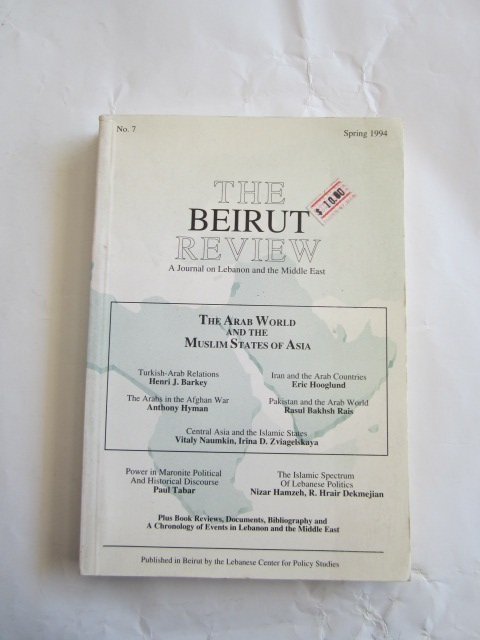 No. 7
Spring 1994
THE
BEIRUT
REVIEW
$ 10.00
A Journal on Lebanon and the Middle East
THE ARAB WORLD
AND THE
MUSLIM STATES OF ASIA
Turkish-Arab Relations
Henri J. Barkey
Iran and the Arab Countries
Eric Hooglund
The Arabs in the Afghan War
Anthony Hyman
Pakistan and the Arab World
Rasul Bakhsh Rais
Central Asia and the Islamic States
Vitaly Naumkin, Irina D. Zviagelskaya
Power in Maronite Political
And Historical Discourse
Paul Tabar
The Islamic Spectrum
Of Lebanese Politics
Nizar Hamzeh, R. Hrair Dekmejian
Plus Book Reviews, Documents, Bibliography and
A Chronology of Events in Lebanon and the Middle East
Published in Beirut by the Lebanese Center for Policy Studies